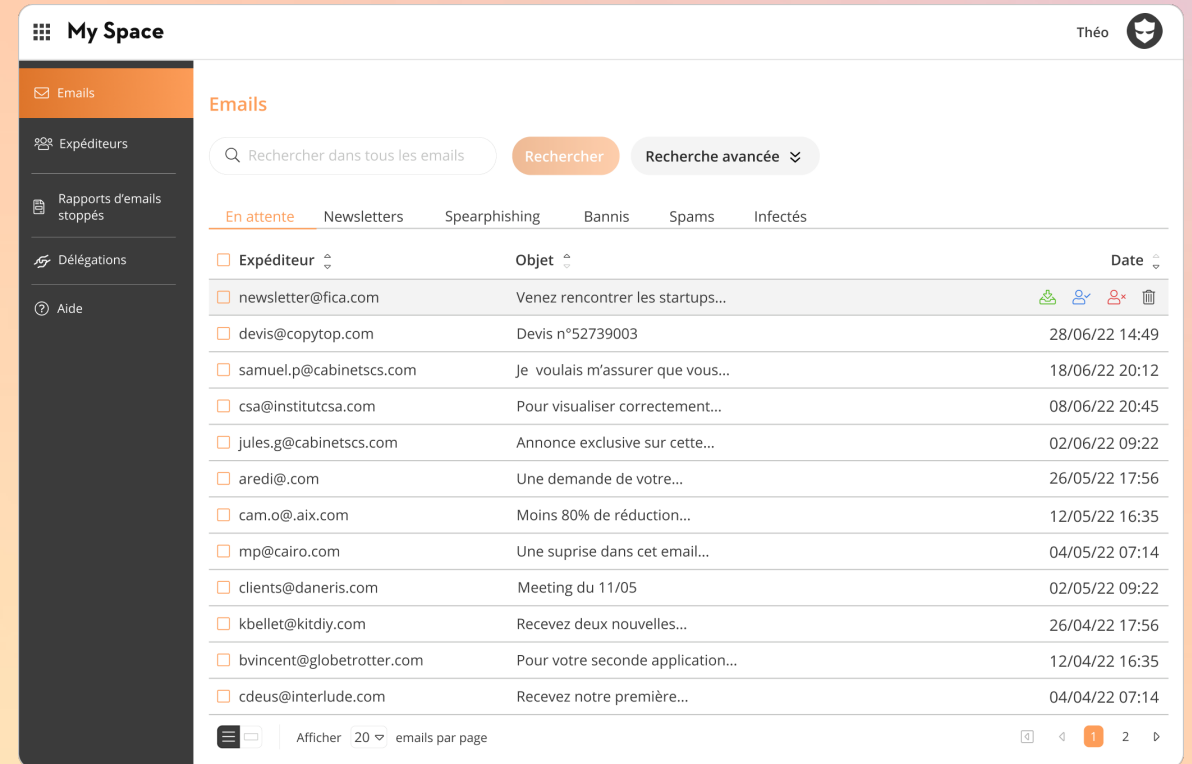 My Space
Théo
Emails
Expéditeurs
Rapports d'emails
stoppés
Délégations
Aide
Emails
Rechercher dans tous les emails
Rechercher
Recherche avancée
En attente Newsletters Spearphishing Bannis Spams Infectés
Expéditeur Objet Date
newsletter@fica.com Venez rencontrer les startups...
devis@copytop.com Devis n°52739003 28/06/22 14:49
samuel.p@cabinetscs.com Je voulais m'assurer que vous... 18/06/22 20:12
csa@institutcsa.com Pour visualiser correctement... 08/06/22 20:45
jules.g@cabinetscs.com Annonce exclusive sur cette... 02/06/22 09:22
aredi@.com Une demande de votre... 26/05/22 17:56
cam.o@.aix.com Moins 80% de réduction... 12/05/22 16:35
mp@cairo.com Une suprise dans cet email... 04/05/22 07:14
clients@daneris.com Meeting du 11/05 02/05/22 09:22
kbellet@kitdiy.com Recevez deux nouvelles... 26/04/22 17:56
bvincent@globetrotter.com Pour votre seconde application... 12/04/22 16:35
cdeus@interlude.com Recevez notre première... 04/04/22 07:14
Afficher 20 emails par page
1 2